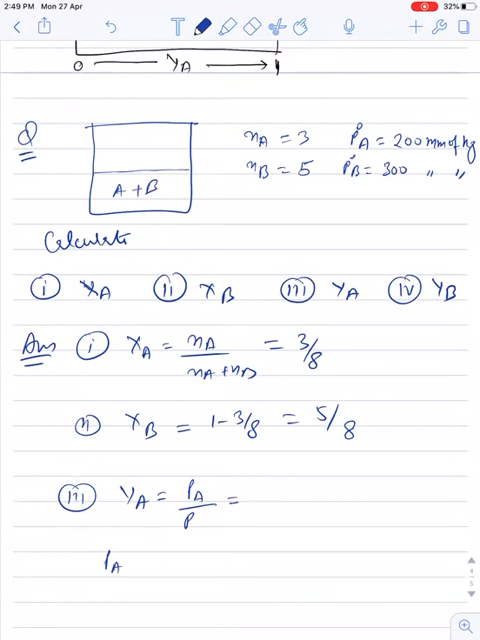 2:49 PM Mon 27 Apr 32%
T
0 yA 1
Q
nA = 3 p°A = 200 mm of Hg
nB = 5 p°B = 300 " "
A + B
Calculate
(i) xA (ii) xB (iii) yA (iv) yB
Ans (i) xA = nA / nA + nB = 3/8
(ii) xB = 1 - 3/8 = 5/8
(iii) yA = PA / P =
PA